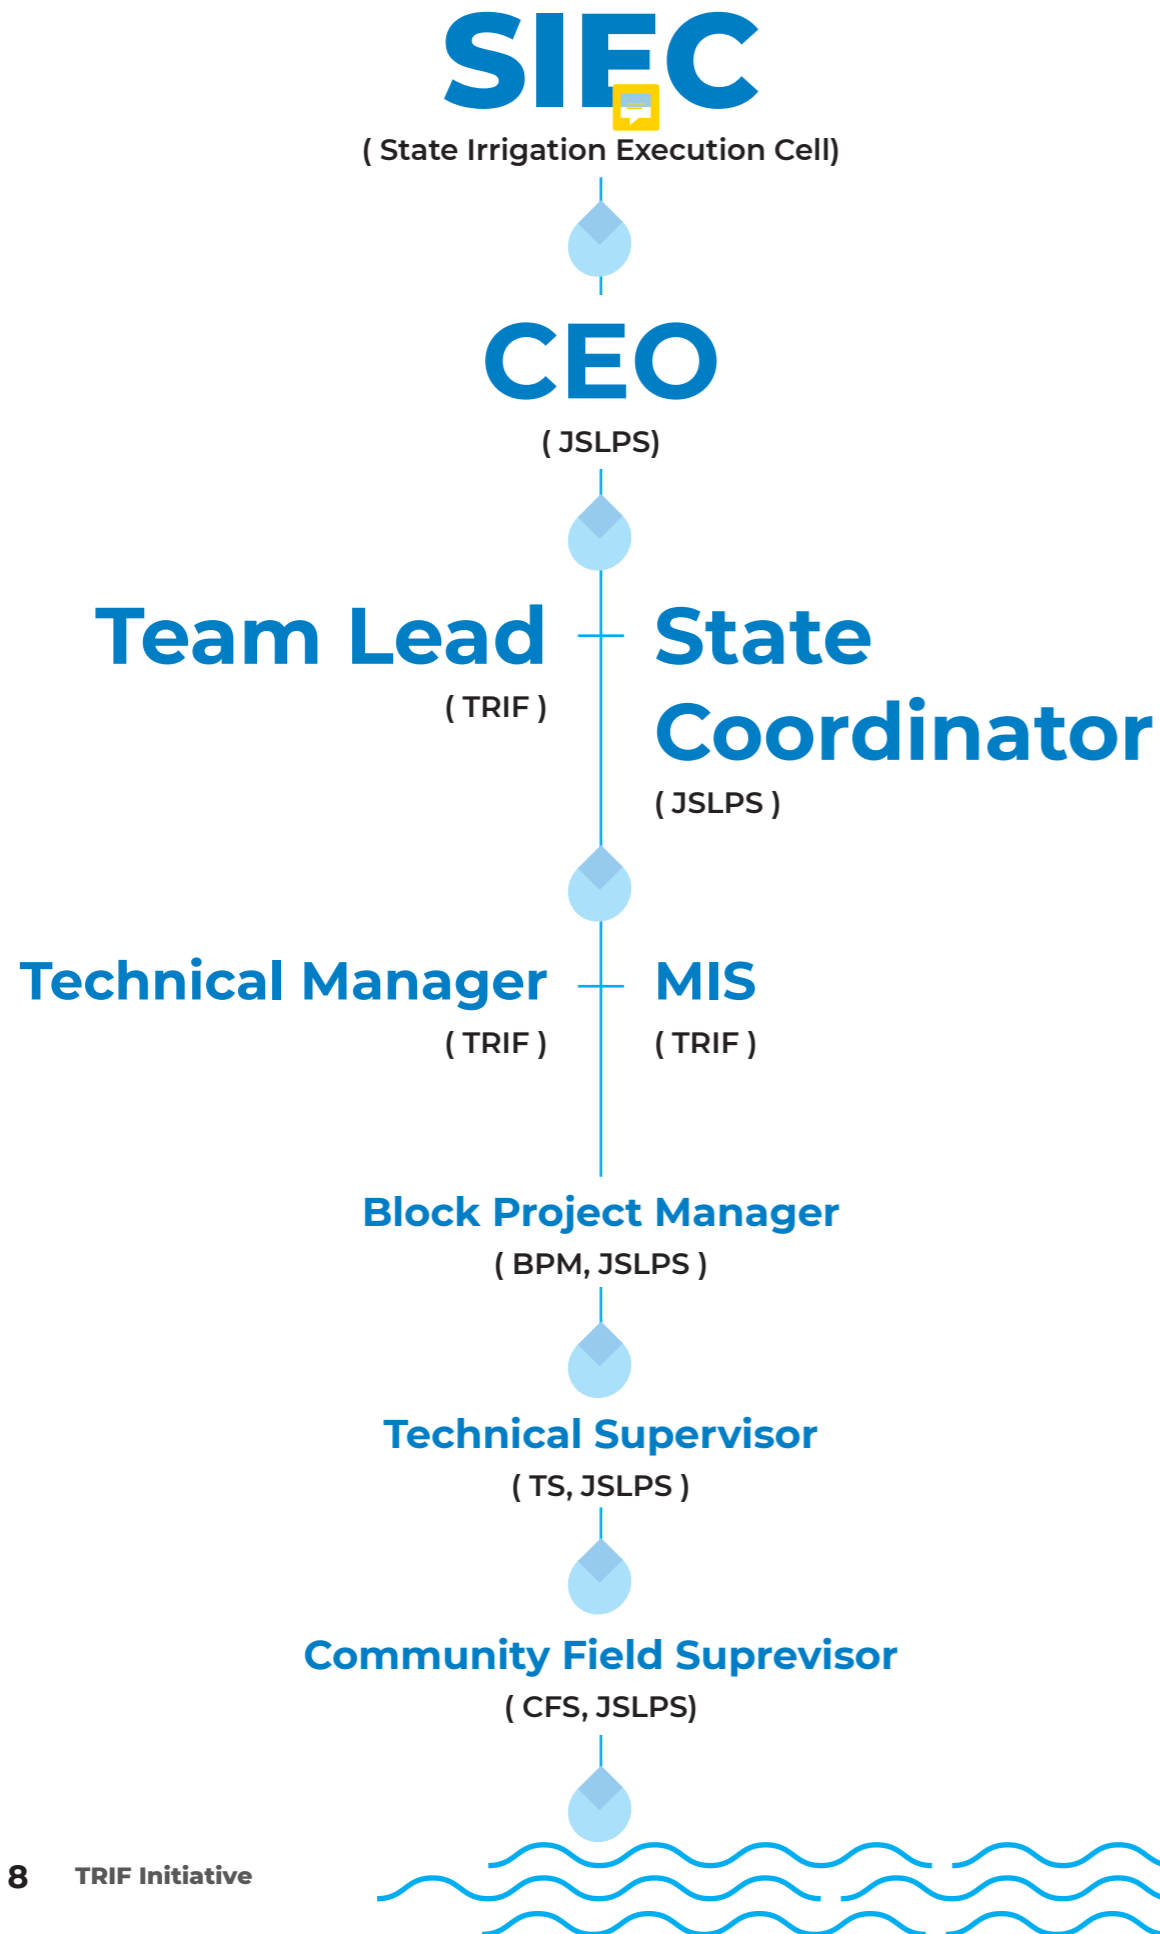 SIEC
( State Irrigation Execution Cell)
CEO
( JSLPS)
Team Lead
( TRIF )
State
Coordinator
( JSLPS )
Technical Manager
( TRIF )
MIS
( TRIF )
Block Project Manager
( BPM, JSLPS )
Technical Supervisor
( TS, JSLPS )
Community Field Suprevisor
( CFS, JSLPS)
8 TRIF Initiative